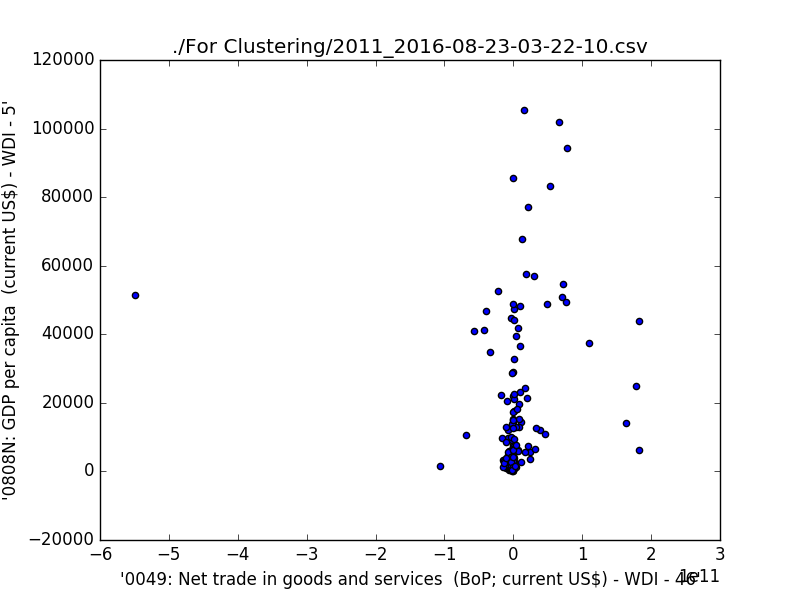 ./For Clustering/2011_2016-08-23-03-22-10.csv
120000
100000
80000
60000
40000
20000
0
−20000
'0808N: GDP per capita  (current US$) - WDI - 5'
−6 −5 −4 −3 −2 −1 0 1 2 3
1e11
'0049: Net trade in goods and services  (BoP; current US$) - WDI - 46'